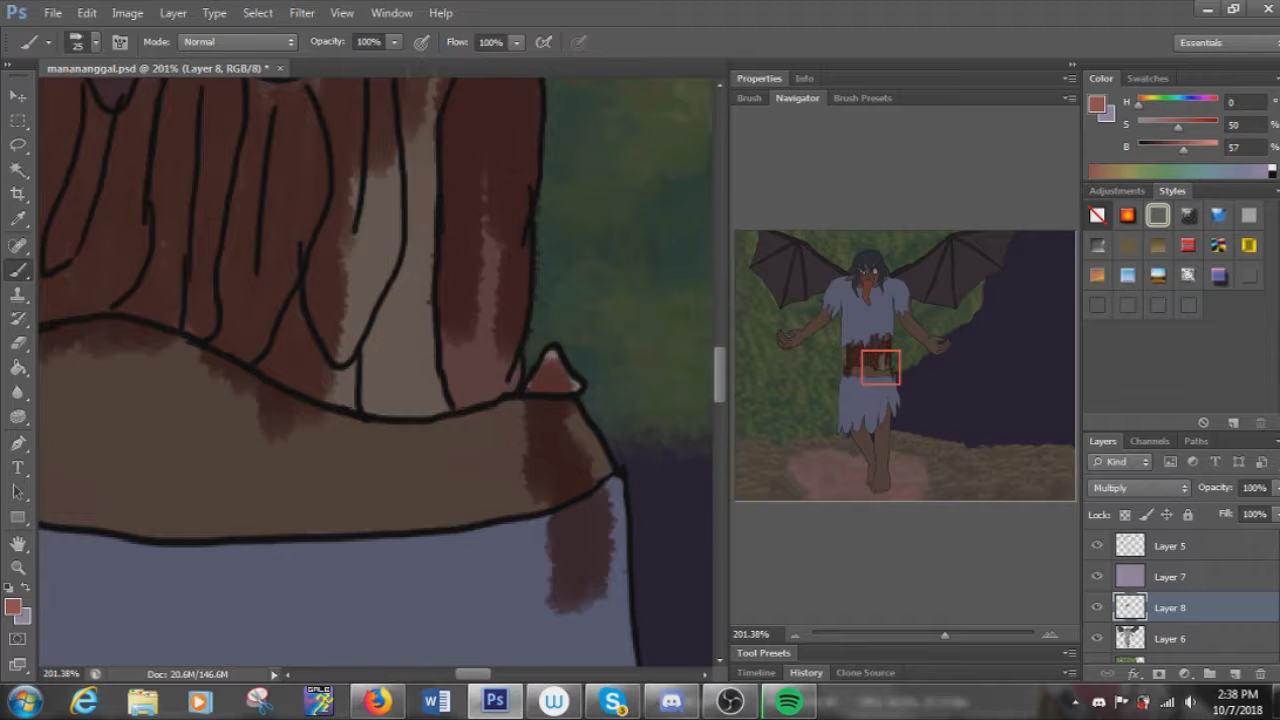 Ps File Edit Image Layer Type Select Filter View Window Help
25 Mode: Normal Opacity: 100% Flow: 100% Essentials
manananggal.psd @ 201% (Layer 8, RGB/8) * ×
Properties Info
Brush Navigator Brush Presets
Color Swatches
H 0 °
S 50 %
B 57 %
Adjustments Styles
Layers Channels Paths
Kind
Multiply Opacity: 100%
Lock: Fill: 100%
Layer 5
Layer 7
Layer 8
Layer 6
201.38%
Tool Presets
Timeline History Clone Source
201.38% Doc: 20.6M/146.6M
2:38 PM
10/7/2018